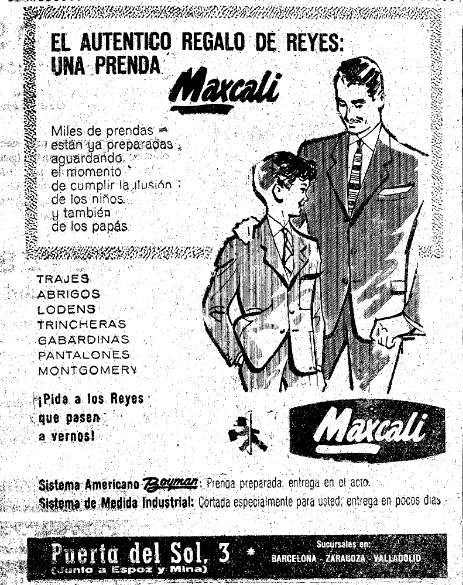 EL AUTENTICO REGALO DE REYES:
UNA PRENDA
Maxcali
Miles de prendas
están ya preparadas
aguardando
el momento
de cumplir la ilusión
de los niños
y también
de los papás
TRAJES
ABRIGOS
LODENS
TRINCHERAS
GABARDINAS
PANTALONES
MONTGOMERY
¡Pida a los Reyes
que pasen
a vernos!
Maxcali
Sistema Americano Boyman: Prenda preparada, entrega en el acto.
Sistema de Medida Industrial: Cortada especialmente para usted, entrega en pocos días
Puerta del Sol, 3 *
(Junto a Espoz y Mina)
Sucursales en:
BARCELONA - ZARAGOZA - VALLADOLID